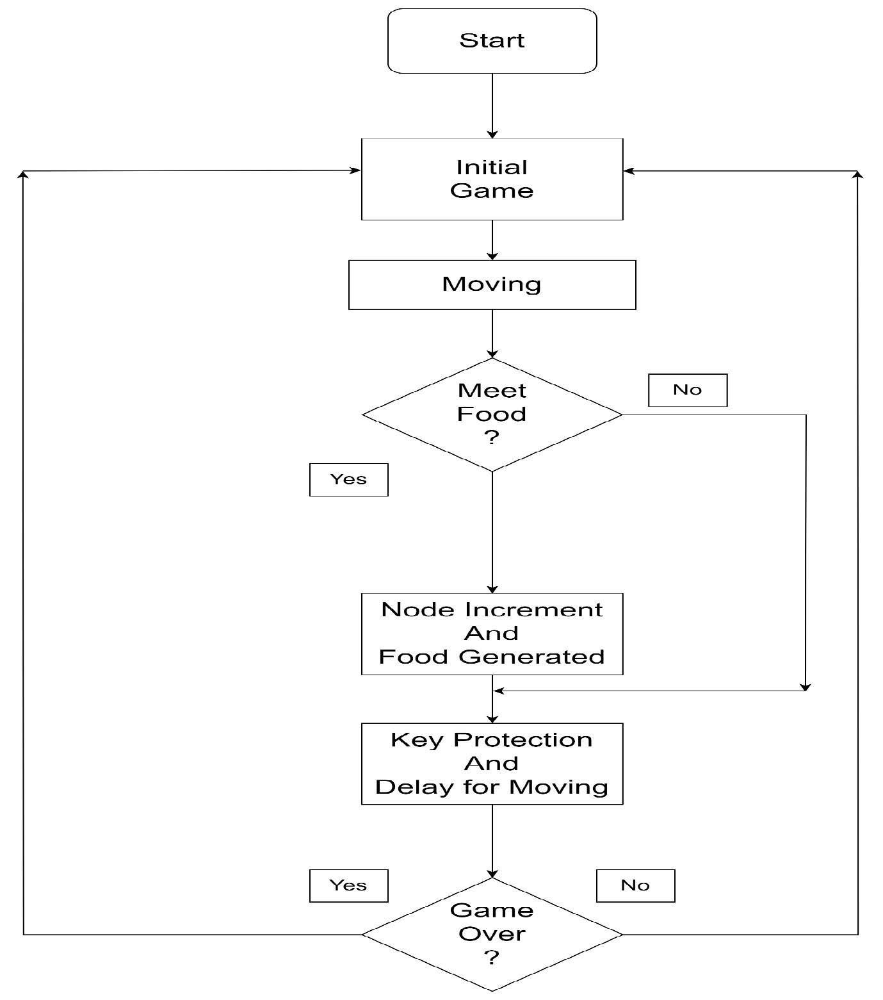 Start
Initial
Game
Moving
Meet
Food
?
No
Yes
Node Increment
And
Food Generated
Key Protection
And
Delay for Moving
Yes
No
Game
Over
?